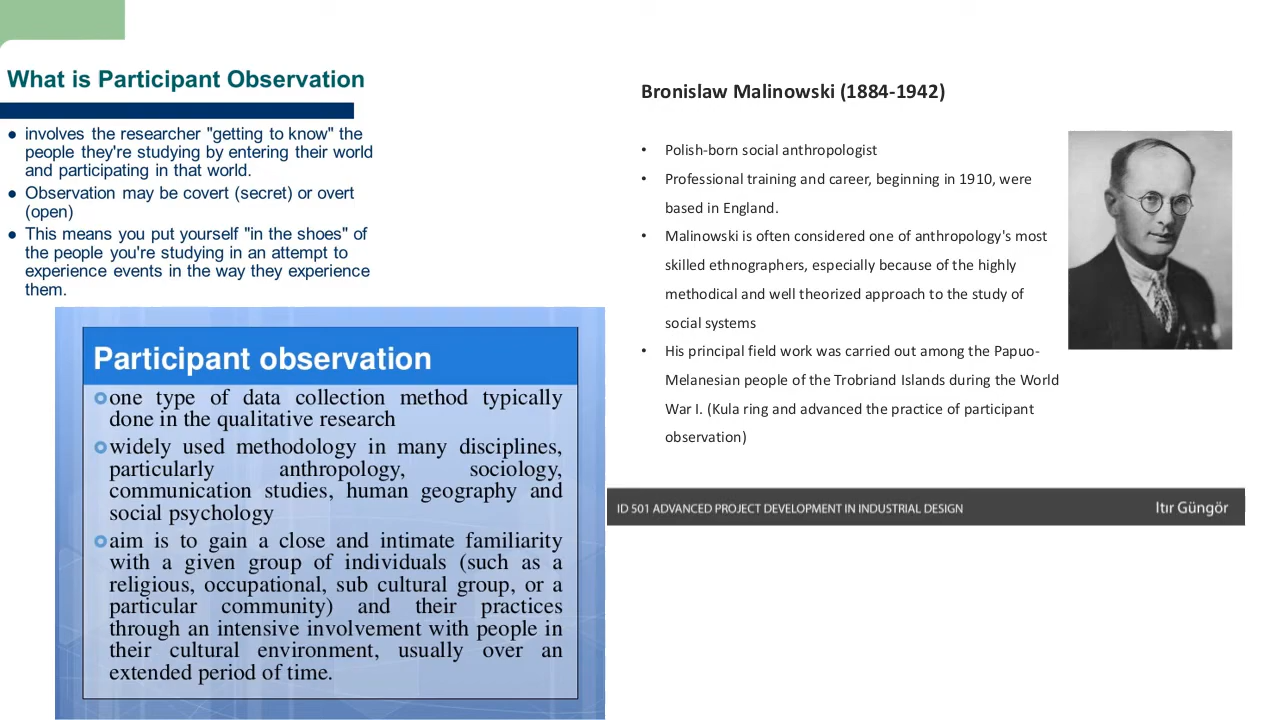 What is Participant Observation
● involves the researcher "getting to know" the
people they're studying by entering their world
and participating in that world.
● Observation may be covert (secret) or overt
(open)
● This means you put yourself "in the shoes" of
the people you're studying in an attempt to
experience events in the way they experience
them.
Participant observation
one type of data collection method typically
done in the qualitative research
widely used methodology in many disciplines,
particularly anthropology, sociology,
communication studies, human geography and
social psychology
aim is to gain a close and intimate familiarity
with a given group of individuals (such as a
religious, occupational, sub cultural group, or a
particular community) and their practices
through an intensive involvement with people in
their cultural environment, usually over an
extended period of time.
Bronislaw Malinowski (1884-1942)
• Polish-born social anthropologist
• Professional training and career, beginning in 1910, were
based in England.
• Malinowski is often considered one of anthropology's most
skilled ethnographers, especially because of the highly
methodical and well theorized approach to the study of
social systems
• His principal field work was carried out among the Papuo-
Melanesian people of the Trobriand Islands during the World
War I. (Kula ring and advanced the practice of participant
observation)
ID 501 ADVANCED PROJECT DEVELOPMENT IN INDUSTRIAL DESIGN
Itır Güngör